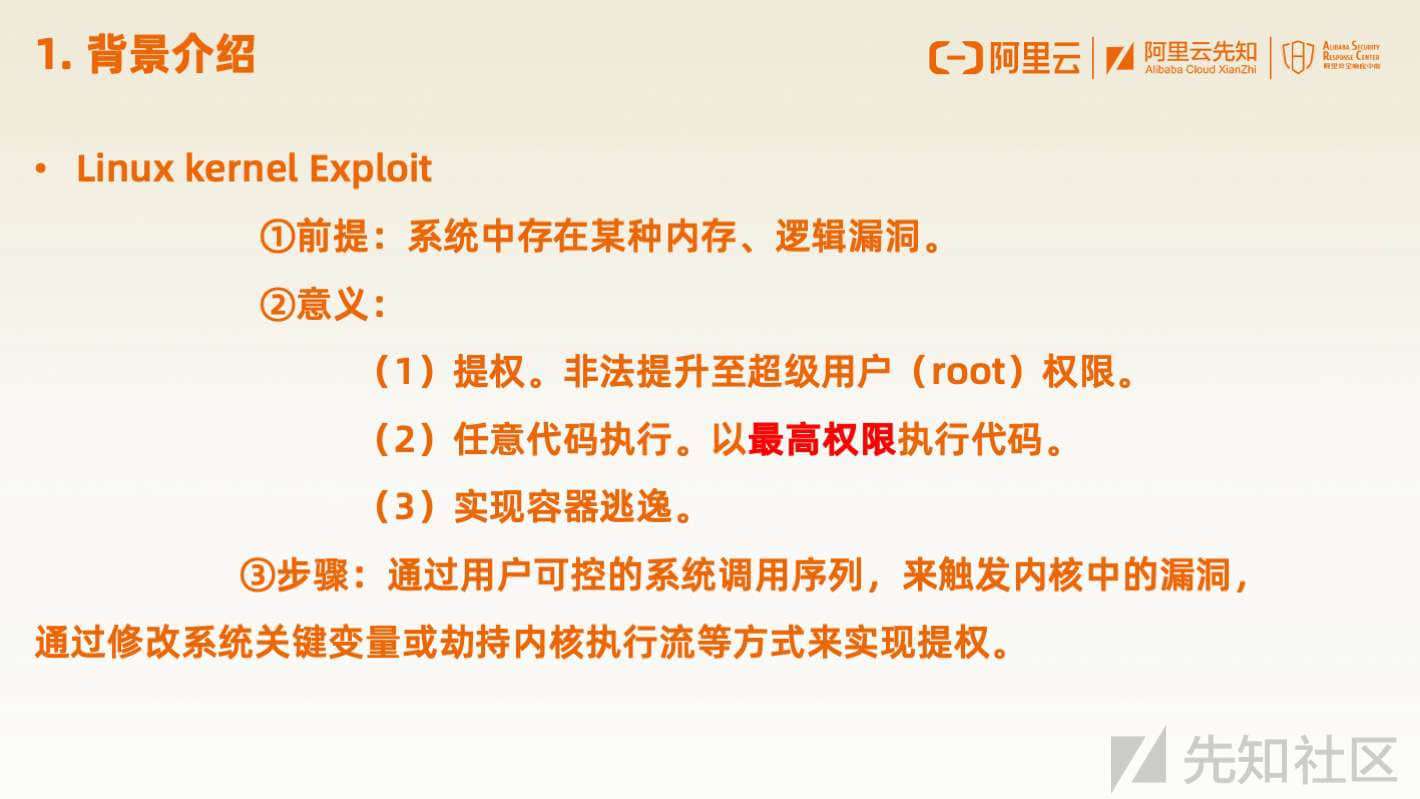 1. 背景介绍
阿里云
阿里云先知
Alibaba Cloud XianZhi
ALIBABA SECURITY
RESPONSE CENTER
阿里安全响应中心
• Linux kernel Exploit
①前提：系统中存在某种内存、逻辑漏洞。
②意义：
（1）提权。非法提升至超级用户（root）权限。
（2）任意代码执行。以最高权限执行代码。
（3）实现容器逃逸。
③步骤：通过用户可控的系统调用序列，来触发内核中的漏洞，
通过修改系统关键变量或劫持内核执行流等方式来实现提权。
先知社区